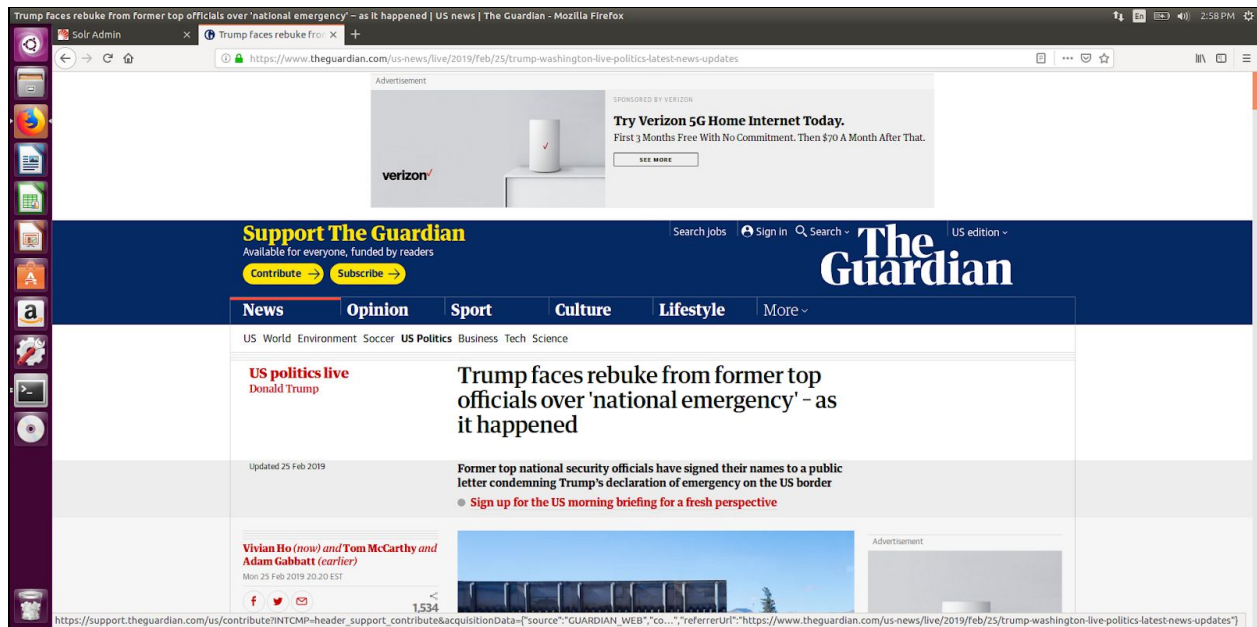 Trump faces rebuke from former top officials over 'national emergency' – as it happened | US news | The Guardian - Mozilla Firefox
En
2:58 PM
Solr Admin
Trump faces rebuke fro
https://www.theguardian.com/us-news/live/2019/feb/25/trump-washington-live-politics-latest-news-updates
Advertisement
SPONSORED BY VERIZON
Try Verizon 5G Home Internet Today.
First 3 Months Free With No Commitment. Then $70 A Month After That.
SEE MORE
verizon
Support The Guardian
Available for everyone, funded by readers
Contribute →
Subscribe →
Search jobs
Sign in
Search
US edition
The
Guardian
News Opinion Sport Culture Lifestyle More
US World Environment Soccer US Politics Business Tech Science
US politics live
Donald Trump
Trump faces rebuke from former top
officials over 'national emergency' – as
it happened
Updated 25 Feb 2019
Former top national security officials have signed their names to a public
letter condemning Trump's declaration of emergency on the US border
Sign up for the US morning briefing for a fresh perspective
Vivian Ho (now) and Tom McCarthy and
Adam Gabbatt (earlier)
Mon 25 Feb 2019 20.20 EST
1,534
Advertisement
https://support.theguardian.com/us/contribute?INTCMP=header_support_contribute&acquisitionData={"source":"GUARDIAN_WEB","co…","referrerUrl":"https://www.theguardian.com/us-news/live/2019/feb/25/trump-washington-live-politics-latest-news-updates"}